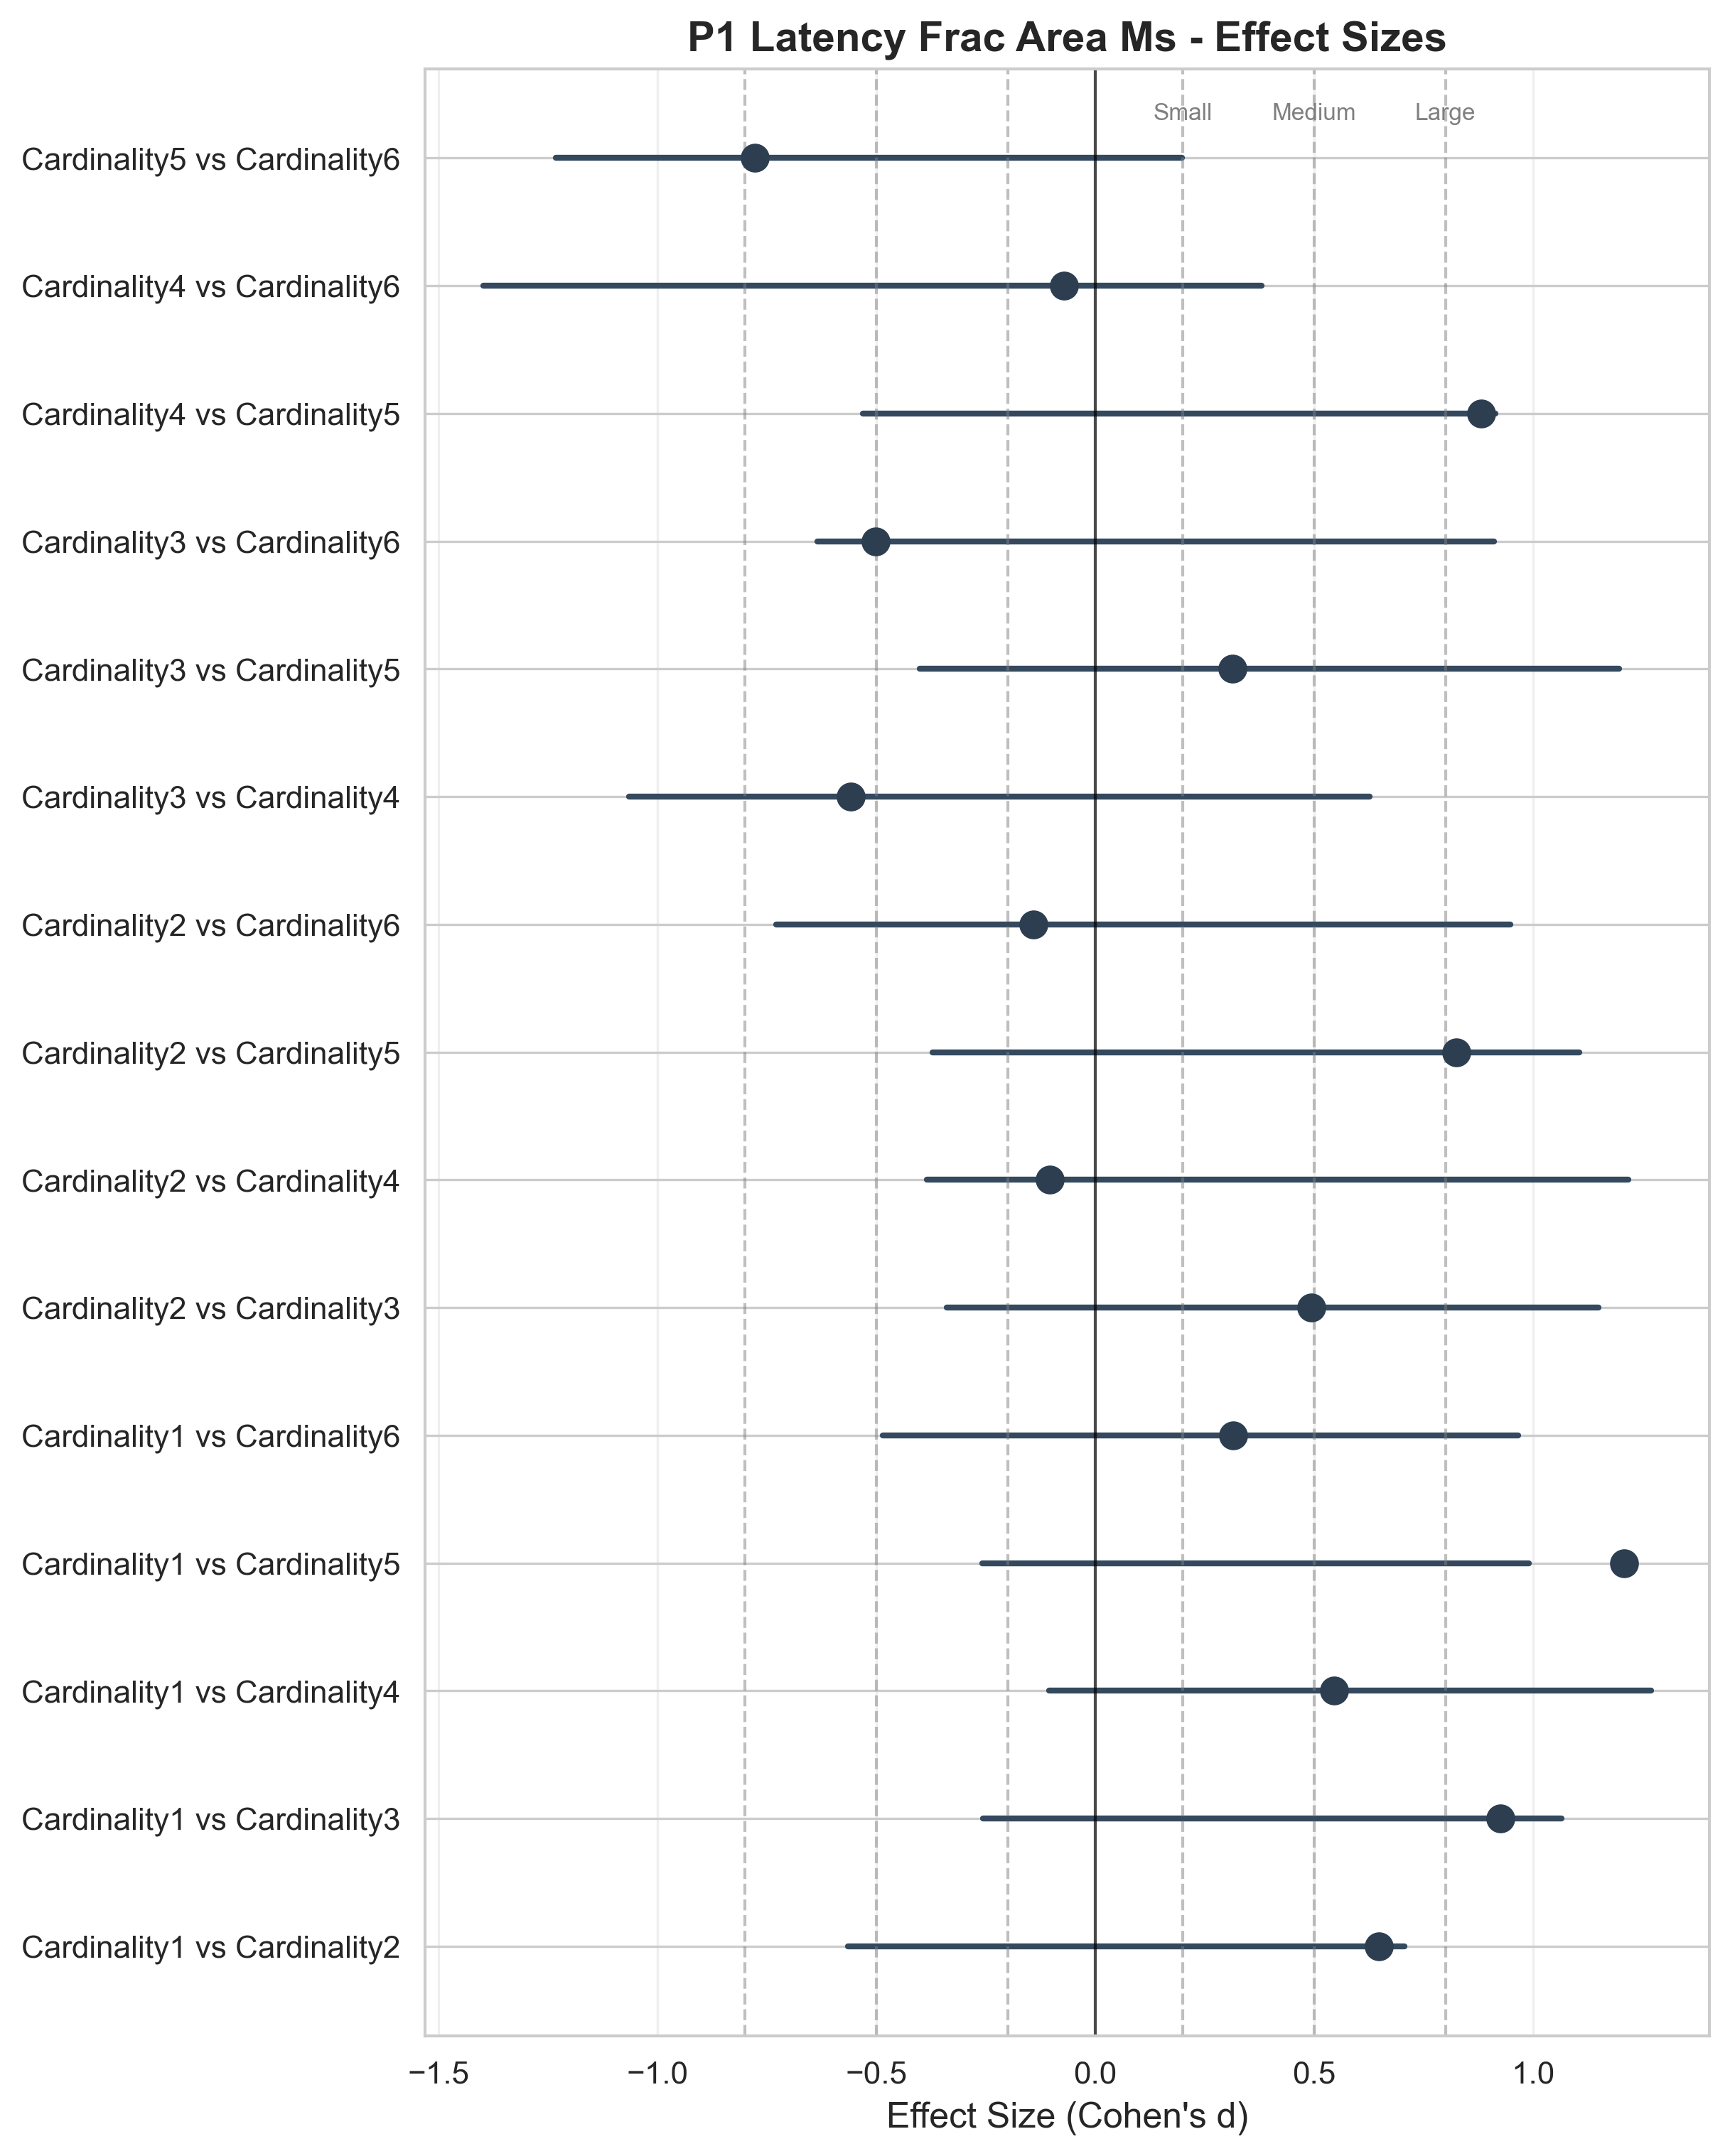 P1 Latency Frac Area Ms - Effect Sizes
Small Medium Large
Cardinality5 vs Cardinality6
Cardinality4 vs Cardinality6
Cardinality4 vs Cardinality5
Cardinality3 vs Cardinality6
Cardinality3 vs Cardinality5
Cardinality3 vs Cardinality4
Cardinality2 vs Cardinality6
Cardinality2 vs Cardinality5
Cardinality2 vs Cardinality4
Cardinality2 vs Cardinality3
Cardinality1 vs Cardinality6
Cardinality1 vs Cardinality5
Cardinality1 vs Cardinality4
Cardinality1 vs Cardinality3
Cardinality1 vs Cardinality2
−1.5 −1.0 −0.5 0.0 0.5 1.0
Effect Size (Cohen's d)